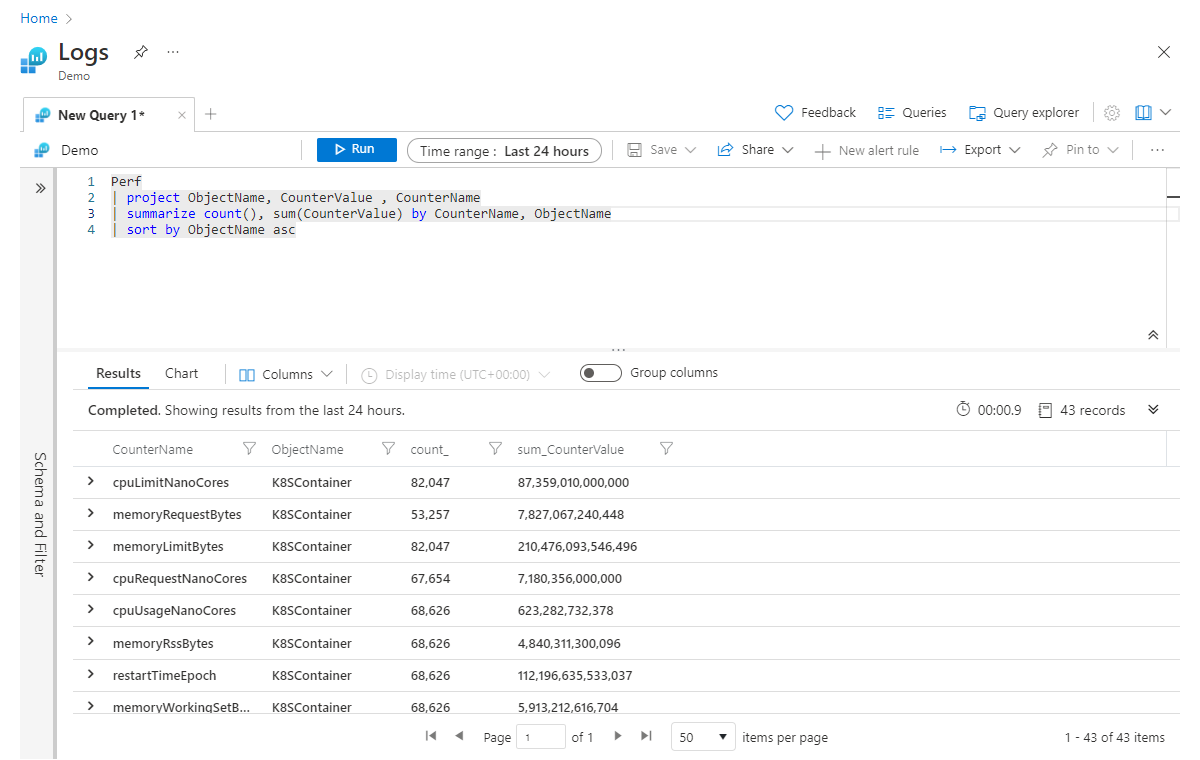 Home
Logs
Demo
New Query 1*
Feedback
Queries
Query explorer
Demo
Run
Time range : Last 24 hours
Save
Share
New alert rule
Export
Pin to
1 Perf
2 | project ObjectName, CounterValue , CounterName
3 | summarize count(), sum(CounterValue) by CounterName, ObjectName
4 | sort by ObjectName asc
Schema and Filter
Results
Chart
Columns
Display time (UTC+00:00)
Group columns
Completed. Showing results from the last 24 hours.
00:00.9
43 records
CounterName ObjectName count_ sum_CounterValue
cpuLimitNanoCores K8SContainer 82,047 87,359,010,000,000
memoryRequestBytes K8SContainer 53,257 7,827,067,240,448
memoryLimitBytes K8SContainer 82,047 210,476,093,546,496
cpuRequestNanoCores K8SContainer 67,654 7,180,356,000,000
cpuUsageNanoCores K8SContainer 68,626 623,282,732,378
memoryRssBytes K8SContainer 68,626 4,840,311,300,096
restartTimeEpoch K8SContainer 68,626 112,196,635,533,037
memoryWorkingSetB... K8SContainer 68,626 5,913,212,616,704
Page 1 of 1
50 items per page
1 - 43 of 43 items